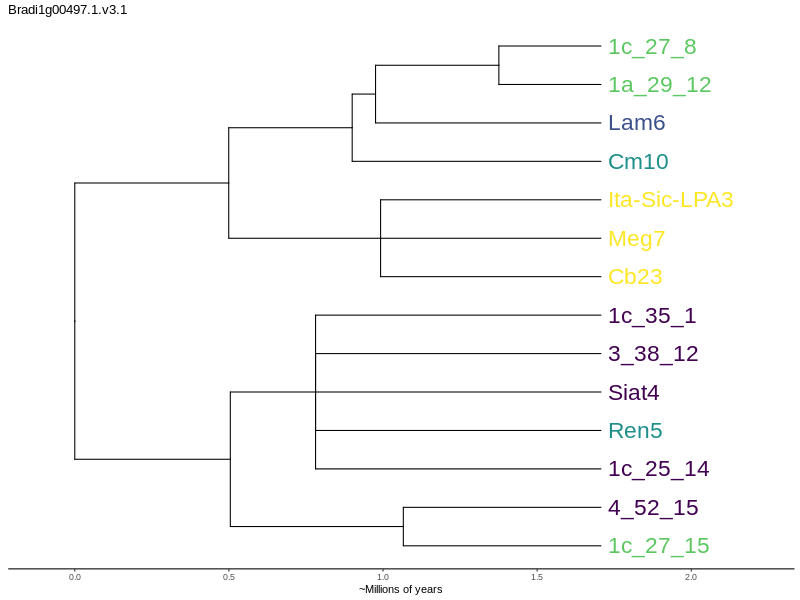 Bradi1g00497.1.v3.1
1c_27_8
1a_29_12
Lam6
Cm10
Ita-Sic-LPA3
Meg7
Cb23
1c_35_1
3_38_12
Siat4
Ren5
1c_25_14
4_52_15
1c_27_15
0.0 0.5 1.0 1.5 2.0
~Millions of years